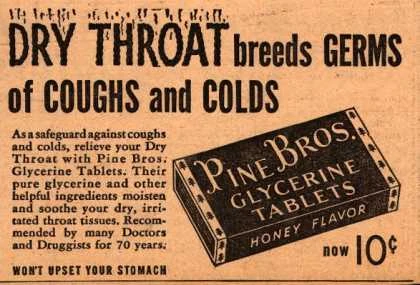 DRY THROAT breeds GERMS
of COUGHS and COLDS
As a safeguard against coughs
and colds, relieve your Dry
Throat with Pine Bros.
Glycerine Tablets. Their
pure glycerine and other
helpful ingredients moisten
and soothe your dry, irri-
tated throat tissues. Recom-
mended by many Doctors
and Druggists for 70 years.
WON'T UPSET YOUR STOMACH
PINE BROS.
GLYCERINE
TABLETS
HONEY FLAVOR
now 10¢